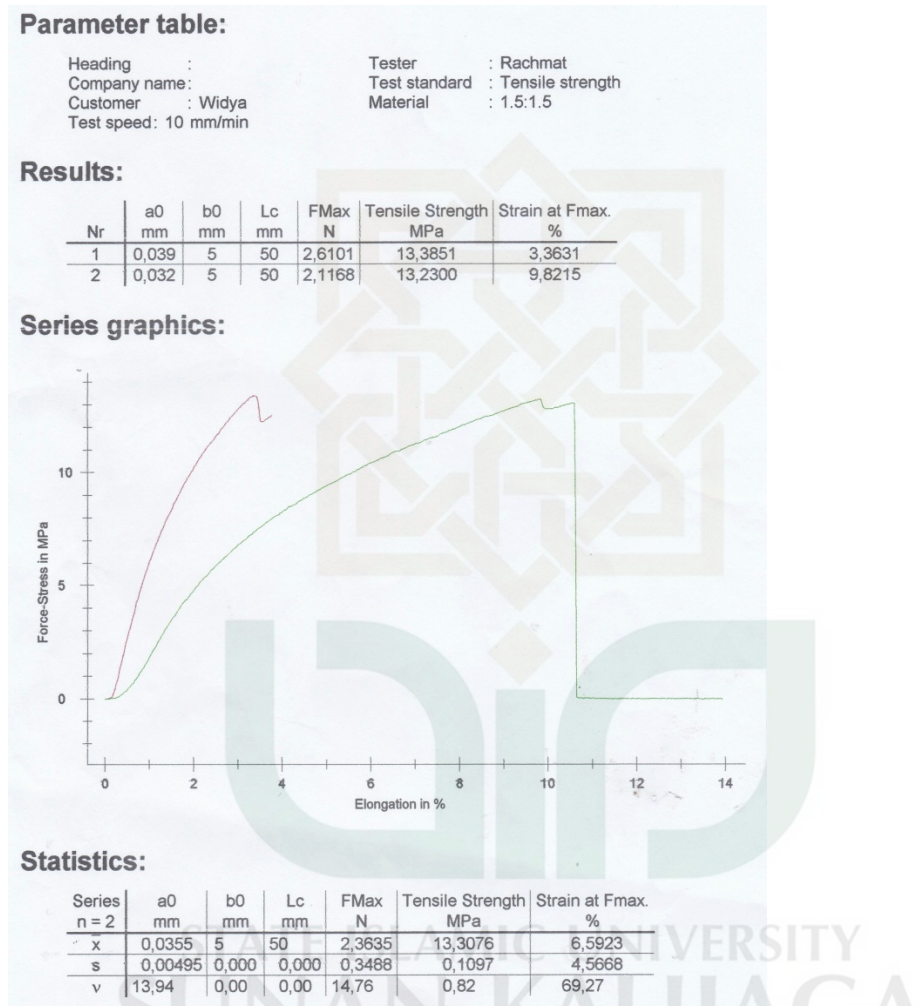 Parameter table:
Heading :
Company name:
Customer : Widya
Test speed: 10 mm/min
Tester : Rachmat
Test standard : Tensile strength
Material : 1.5:1.5
Results:
a0 b0 Lc FMax Tensile Strength Strain at Fmax.
Nr mm mm mm N MPa %
1 0,039 5 50 2,6101 13,3851 3,3631
2 0,032 5 50 2,1168 13,2300 9,8215
Series graphics:
10
5
0
Force-Stress in MPa
0 2 4 6 8 10 12 14
Elongation in %
Statistics:
Series a0 b0 Lc FMax Tensile Strength Strain at Fmax.
n = 2 mm mm mm N MPa %
x̄ 0,0355 5 50 2,3635 13,3076 6,5923
s 0,00495 0,000 0,000 0,3488 0,1097 4,5668
ν 13,94 0,00 0,00 14,76 0,82 69,27
STATE ISLAMIC UNIVERSITY
SUNAN KALIJAGA